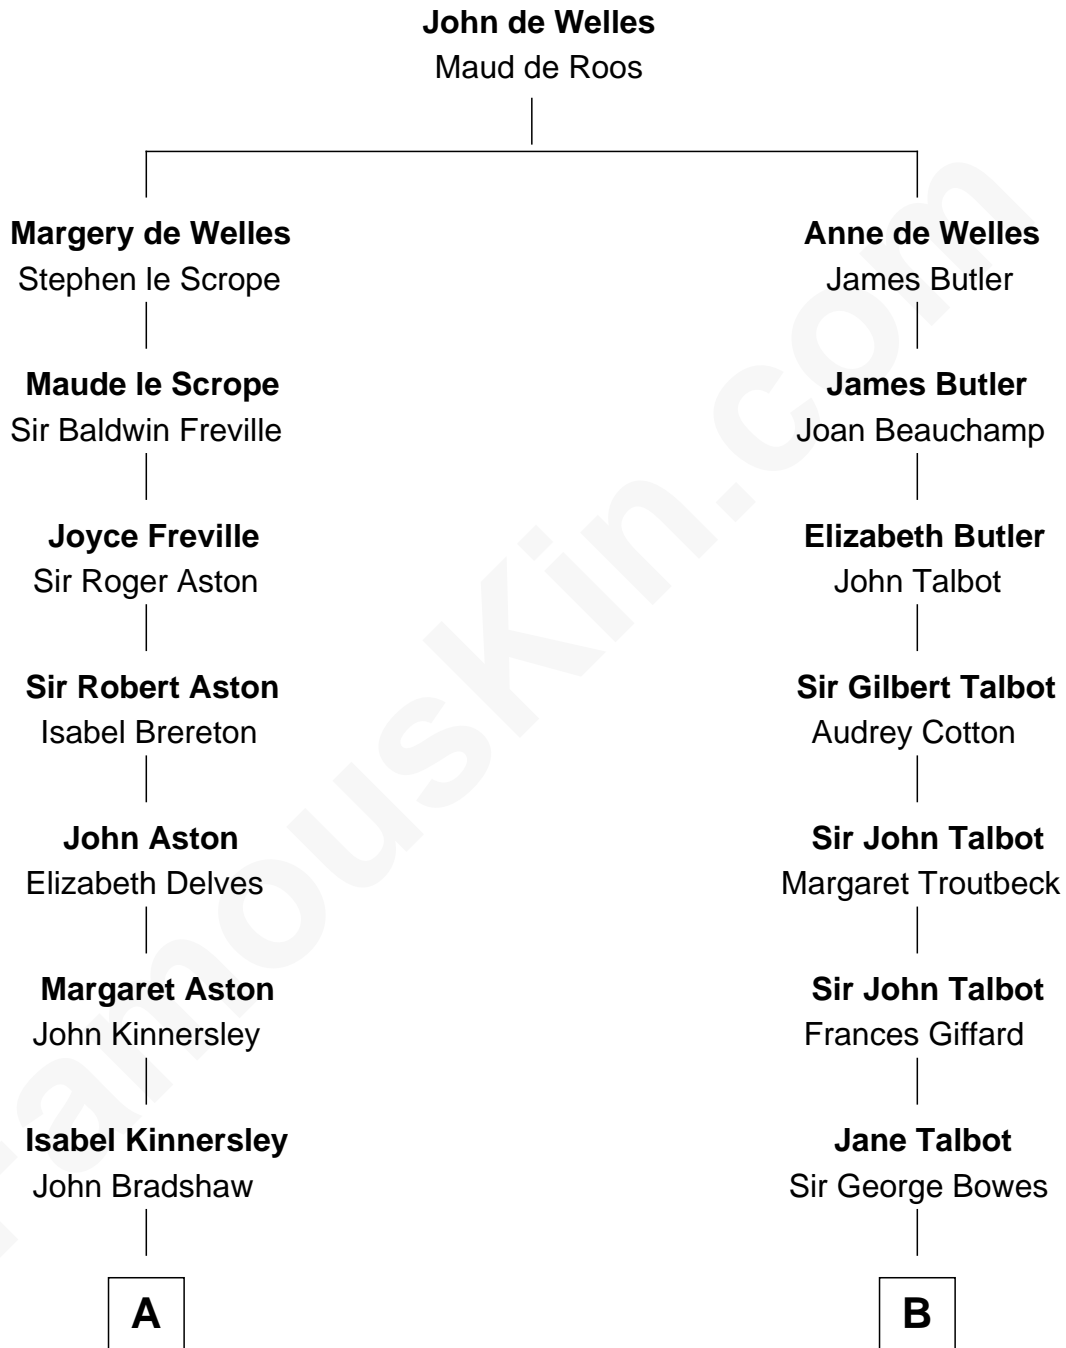 John de Welles
Maud de Roos
Margery de Welles
Stephen le Scrope
Maude le Scrope
Sir Baldwin Freville
Joyce Freville
Sir Roger Aston
Sir Robert Aston
Isabel Brereton
John Aston
Elizabeth Delves
Margaret Aston
John Kinnersley
Isabel Kinnersley
John Bradshaw
A
Anne de Welles
James Butler
James Butler
Joan Beauchamp
Elizabeth Butler
John Talbot
Sir Gilbert Talbot
Audrey Cotton
Sir John Talbot
Margaret Troutbeck
Sir John Talbot
Frances Giffard
Jane Talbot
Sir George Bowes
B
FamousKin.com